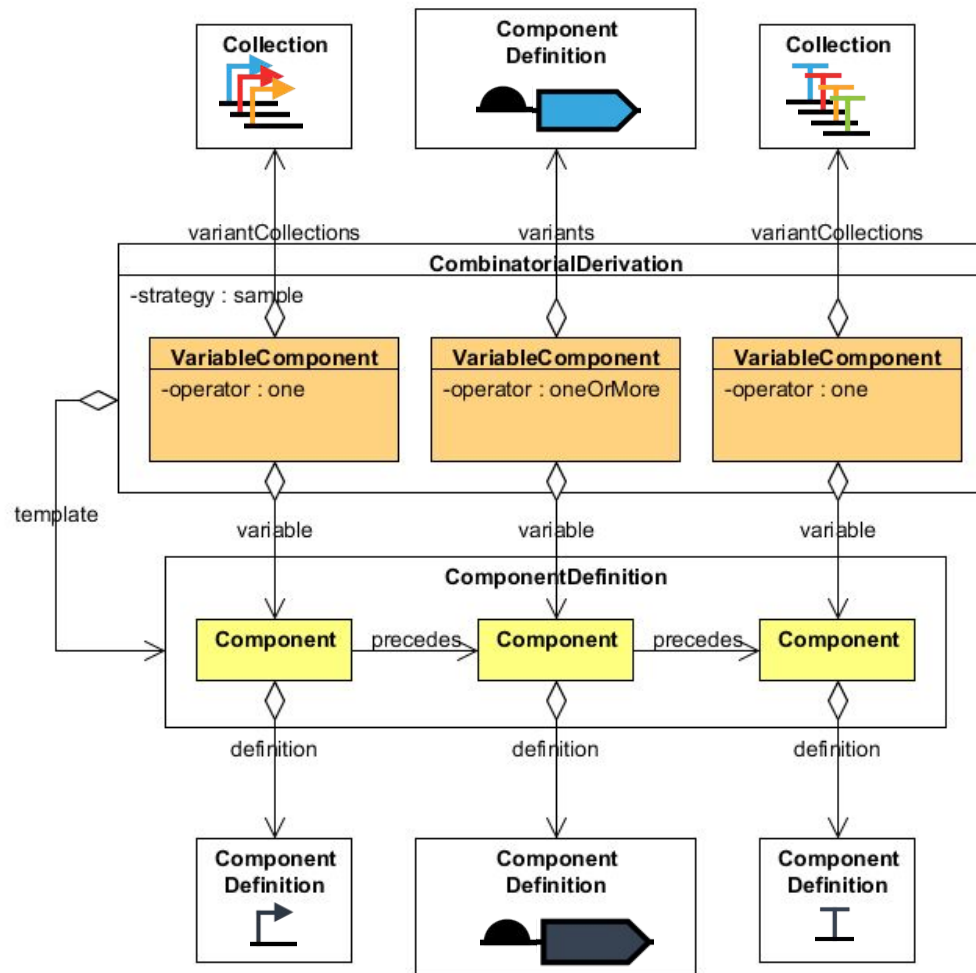 Collection
Component
Definition
Collection
variantCollections
variants
variantCollections
CombinatorialDerivation
-strategy : sample
VariableComponent
-operator : one
VariableComponent
-operator : oneOrMore
VariableComponent
-operator : one
template
variable
variable
variable
ComponentDefinition
Component
precedes
Component
precedes
Component
definition
definition
definition
Component
Definition
Component
Definition
Component
Definition